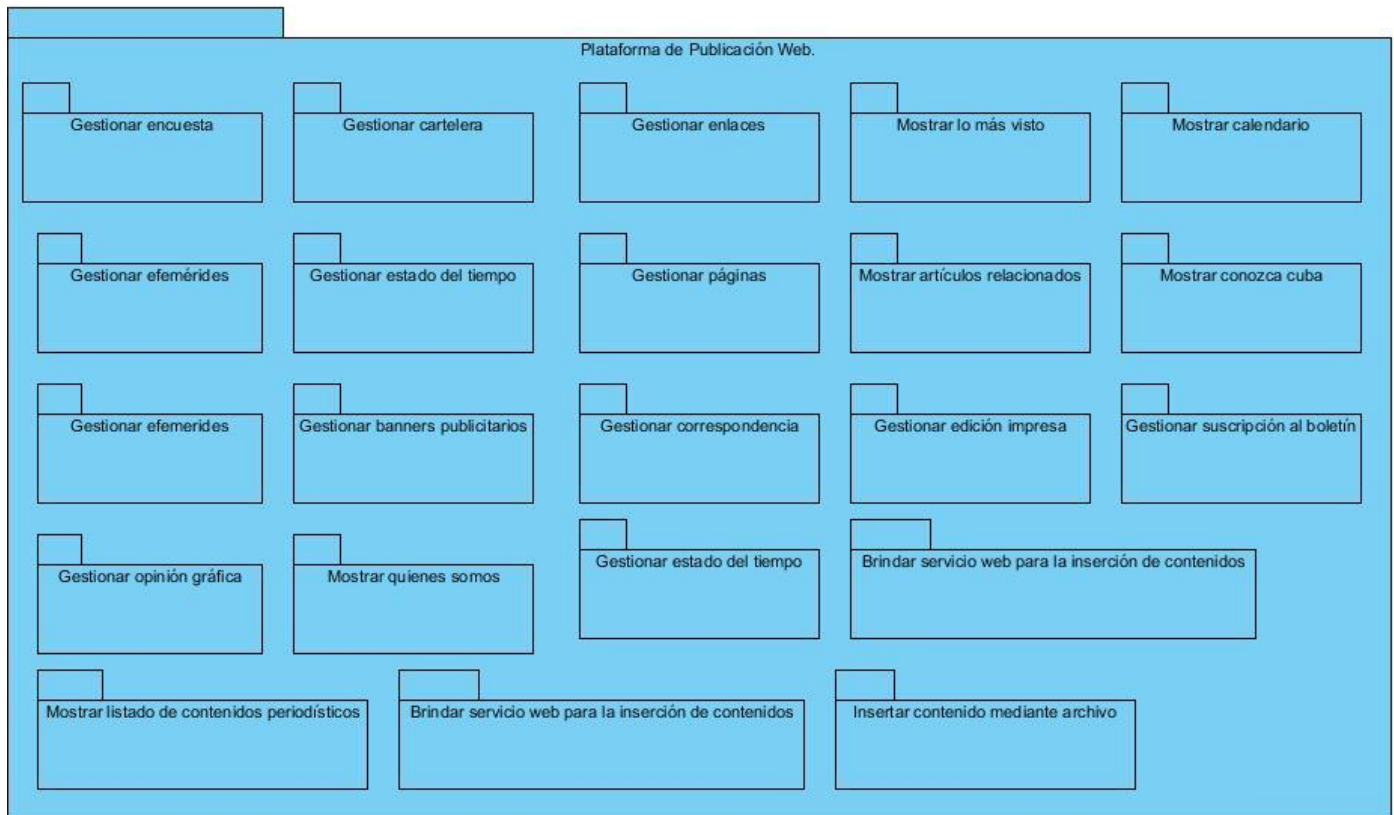 Plataforma de Publicación Web.
Gestionar encuesta
Gestionar cartelera
Gestionar enlaces
Mostrar lo más visto
Mostrar calendario
Gestionar efemérides
Gestionar estado del tiempo
Gestionar páginas
Mostrar artículos relacionados
Mostrar conozca cuba
Gestionar efemerides
Gestionar banners publicitarios
Gestionar correspondencia
Gestionar edición impresa
Gestionar suscripción al boletín
Gestionar opinión gráfica
Mostrar quienes somos
Gestionar estado del tiempo
Brindar servicio web para la inserción de contenidos
Mostrar listado de contenidos periodísticos
Brindar servicio web para la inserción de contenidos
Insertar contenido mediante archivo